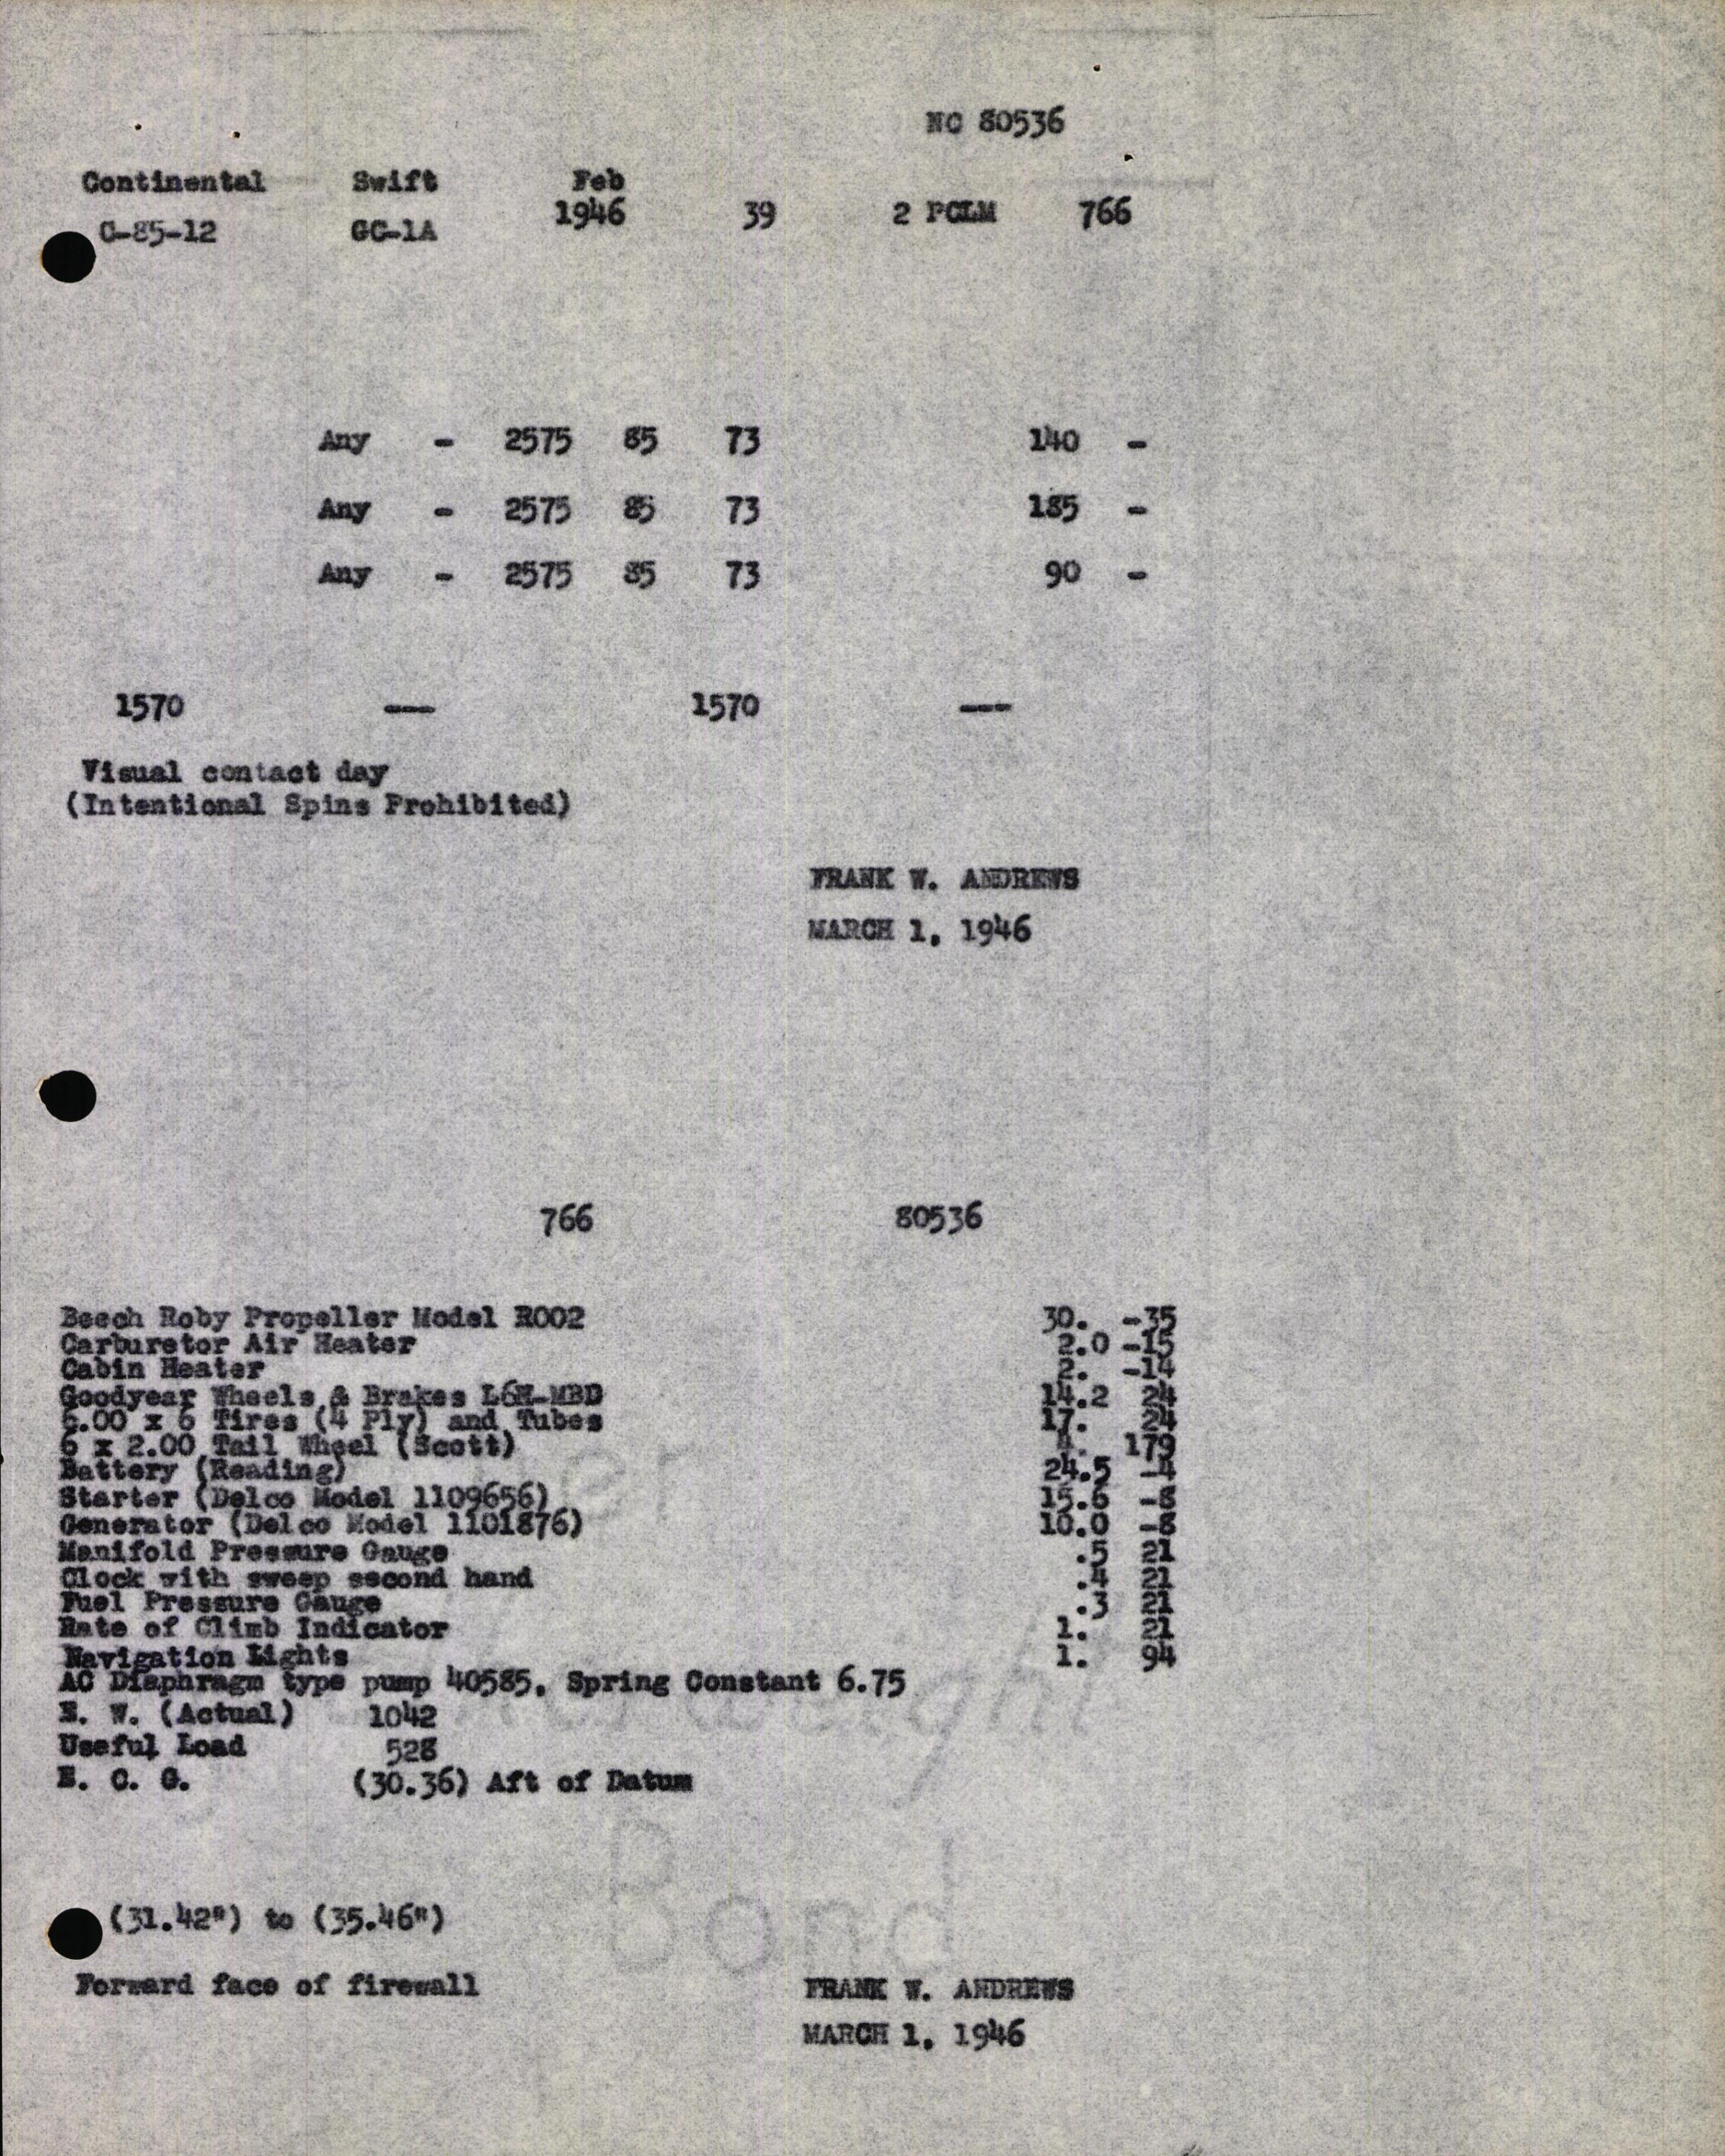 NC 80536
Continental Swift Feb
1946 39 2 PCLM 766
C-85-12 GC-1A
Any - 2575 85 73 140 -
Any - 2575 85 73 185 -
Any - 2575 85 73 90 -
1570 --- 1570 ---
Visual contact day
(Intentional Spins Prohibited)
FRANK W. ANDREWS
MARCH 1, 1946
766 80536
Beech Roby Propeller Model R002 30. -35
Carburetor Air Heater 2.0 -15
Cabin Heater 2. -14
Goodyear Wheels & Brakes L6H-MBD 14.2 24
6.00 x 6 Tires (4 Ply) and Tubes 17. 24
6 x 2.00 Tail Wheel (Scott) 179
Battery (Reading) 24.5 -4
Starter (Delco Model 1109656) 15.6 -8
Generator (Delco Model 1101876) 10.0 -8
Manifold Pressure Gauge .5 21
Clock with sweep second hand .4 21
Fuel Pressure Gauge .3 21
Rate of Climb Indicator 1. 21
Navigation Lights 1. 94
AC Diaphragm type pump 40585, Spring Constant 6.75
E. W. (Actual) 1042
Useful Load 528
E. C. G. (30.36) Aft of Datum
Bond
(31.42") to (35.46")
Forward face of firewall
FRANK W. ANDREWS
MARCH 1, 1946